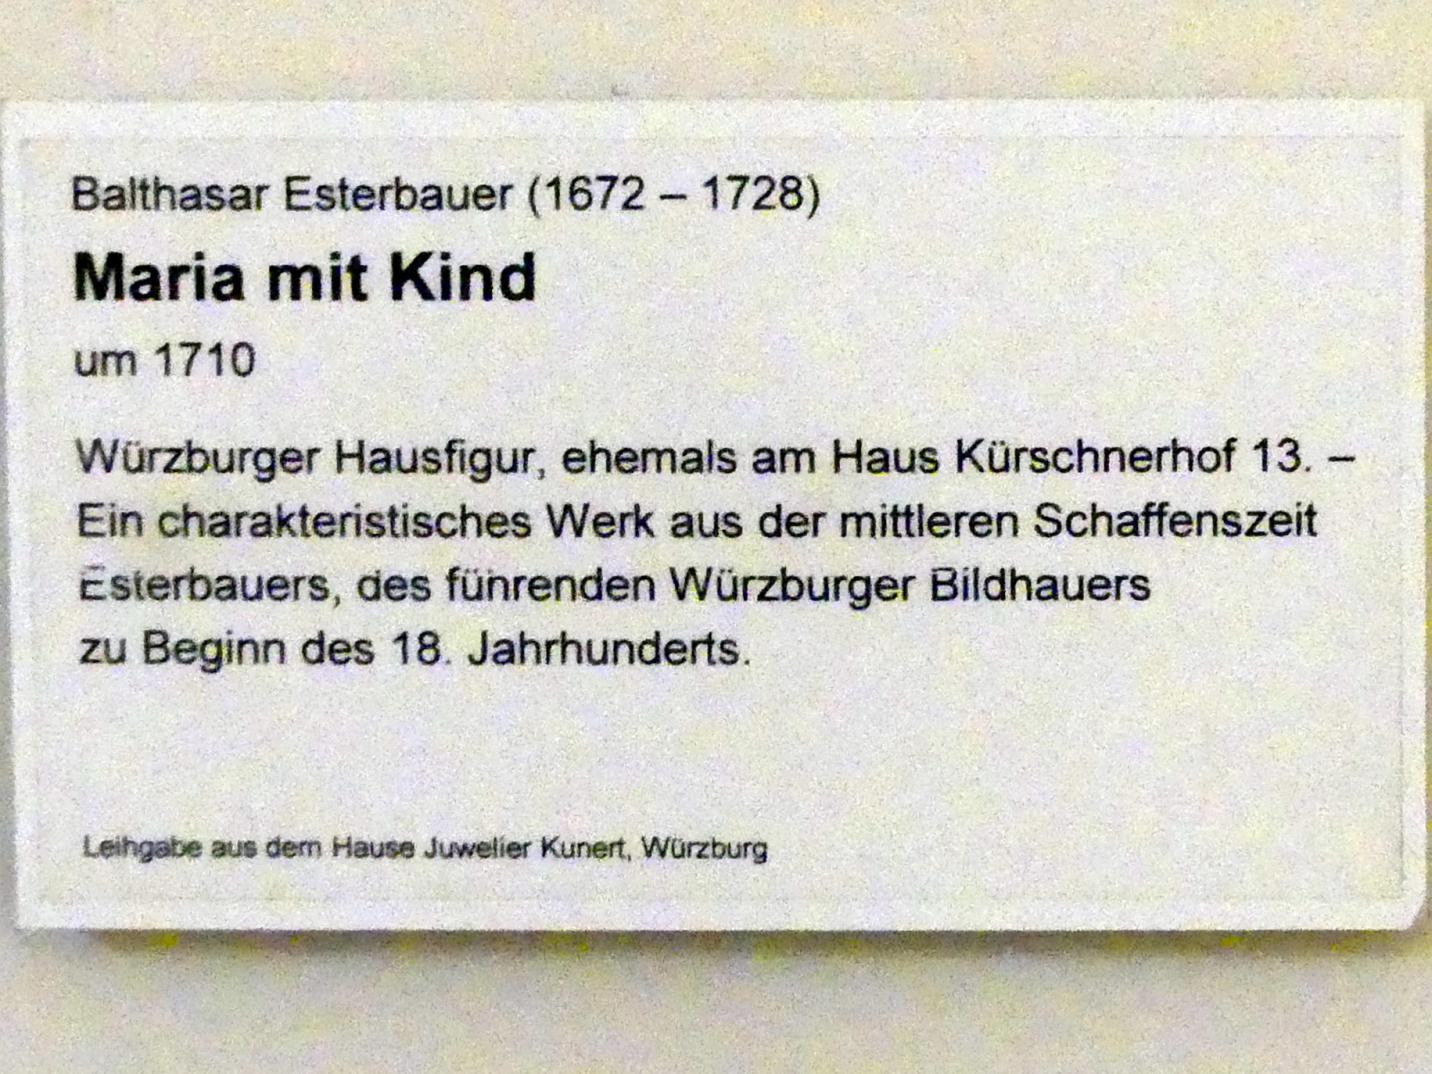 Balthasar Esterbauer (1672 – 1728)
Maria mit Kind
um 1710
Würzburger Hausfigur, ehemals am Haus Kürschnerhof 13. –
Ein charakteristisches Werk aus der mittleren Schaffenszeit
Esterbauers, des führenden Würzburger Bildhauers
zu Beginn des 18. Jahrhunderts.
Leihgabe aus dem Hause Juwelier Kunert, Würzburg